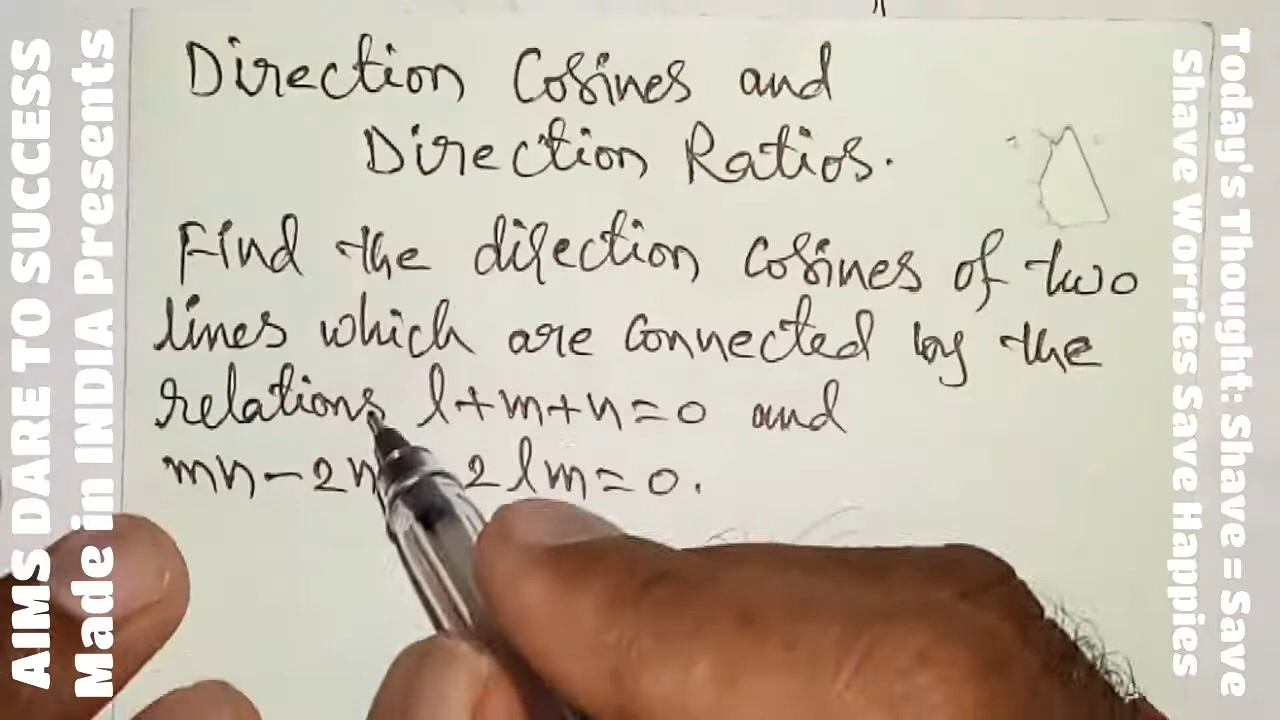 AIMS DARE TO SUCCESS
Made in INDIA Presents
Direction Cosines and
Direction Ratios.
Find the direction cosines of two
lines which are connected by the
relations l+m+n=0 and
mn-2n 2lm=0.
Today's Thought: Shave = Save
Shave Worries Save Happies